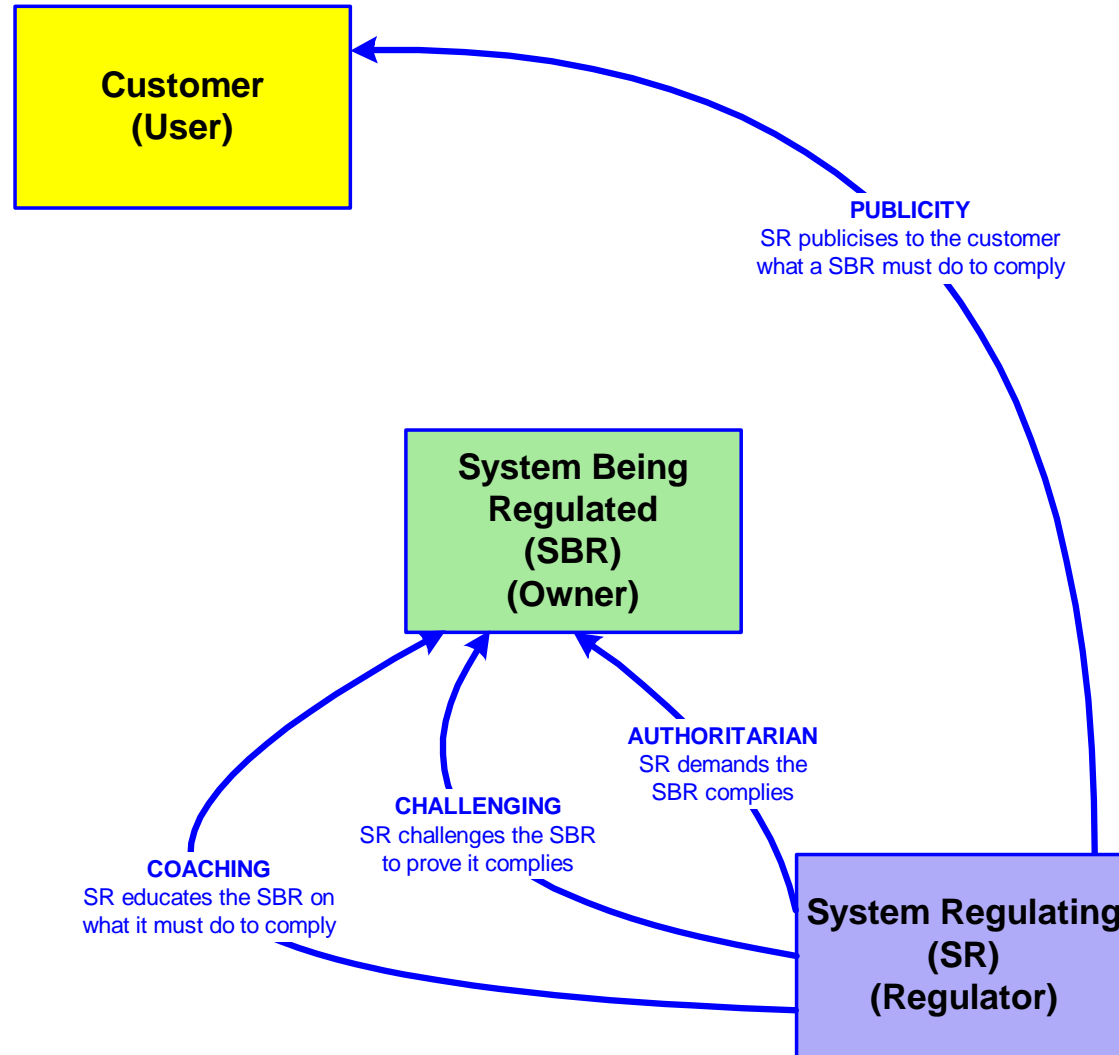 Customer
(User)
PUBLICITY
SR publicises to the customer
what a SBR must do to comply
System Being
Regulated
(SBR)
(Owner)
AUTHORITARIAN
SR demands the
SBR complies
CHALLENGING
SR challenges the SBR
to prove it complies
COACHING
SR educates the SBR on
what it must do to comply
System Regulating
(SR)
(Regulator)